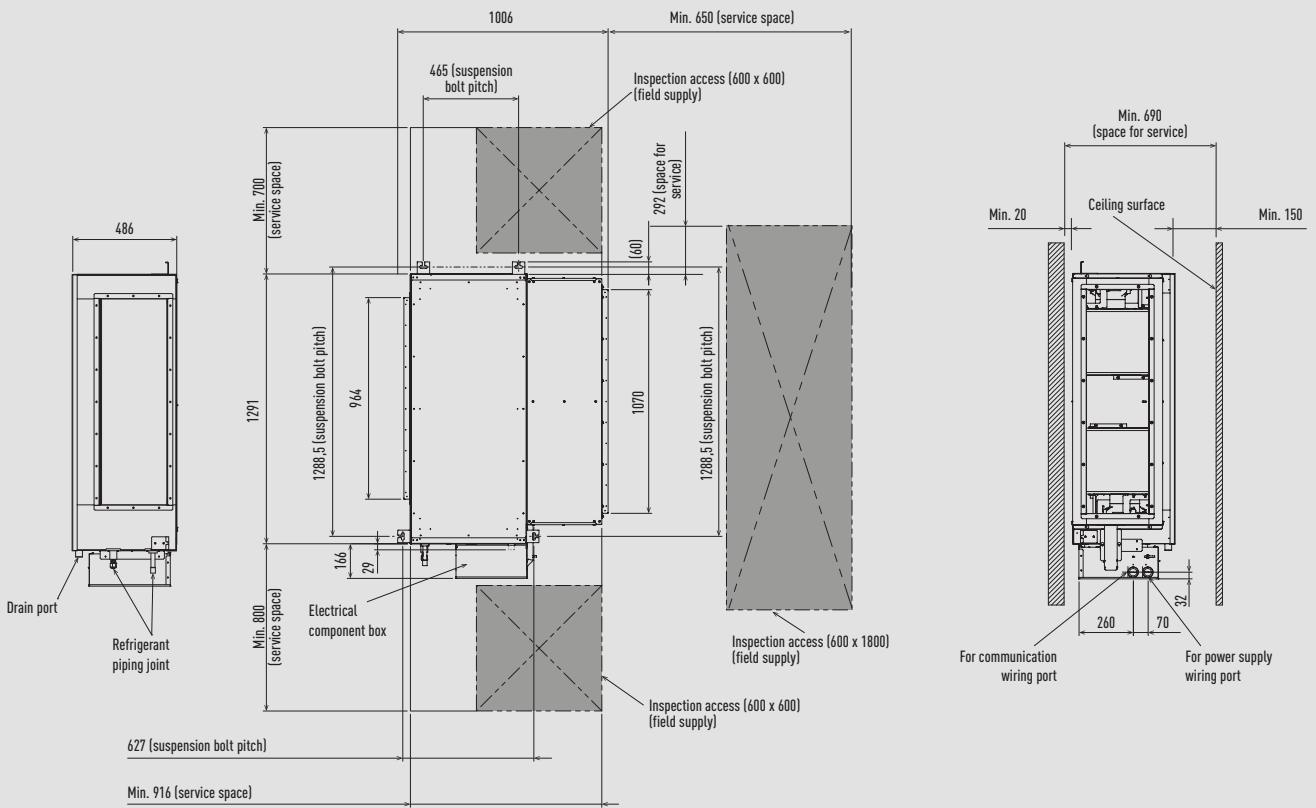 1006
Min. 650 (service space)
465 (suspension
bolt pitch)
Inspection access (600 x 600)
(field supply)
Min. 690
(space for service)
Min. 700
(service space)
292 (space for
service)
Min. 20
Ceiling surface
Min. 150
486
(60)
1291
1288,5 (suspension bolt pitch)
964
1070
1288,5 (suspension bolt pitch)
166
29
Drain port
Refrigerant
piping joint
Min. 800
(service space)
Electrical
component box
Inspection access (600 x 1800)
(field supply)
260
70
32
For communication
wiring port
For power supply
wiring port
Inspection access (600 x 600)
(field supply)
627 (suspension bolt pitch)
Min. 916 (service space)